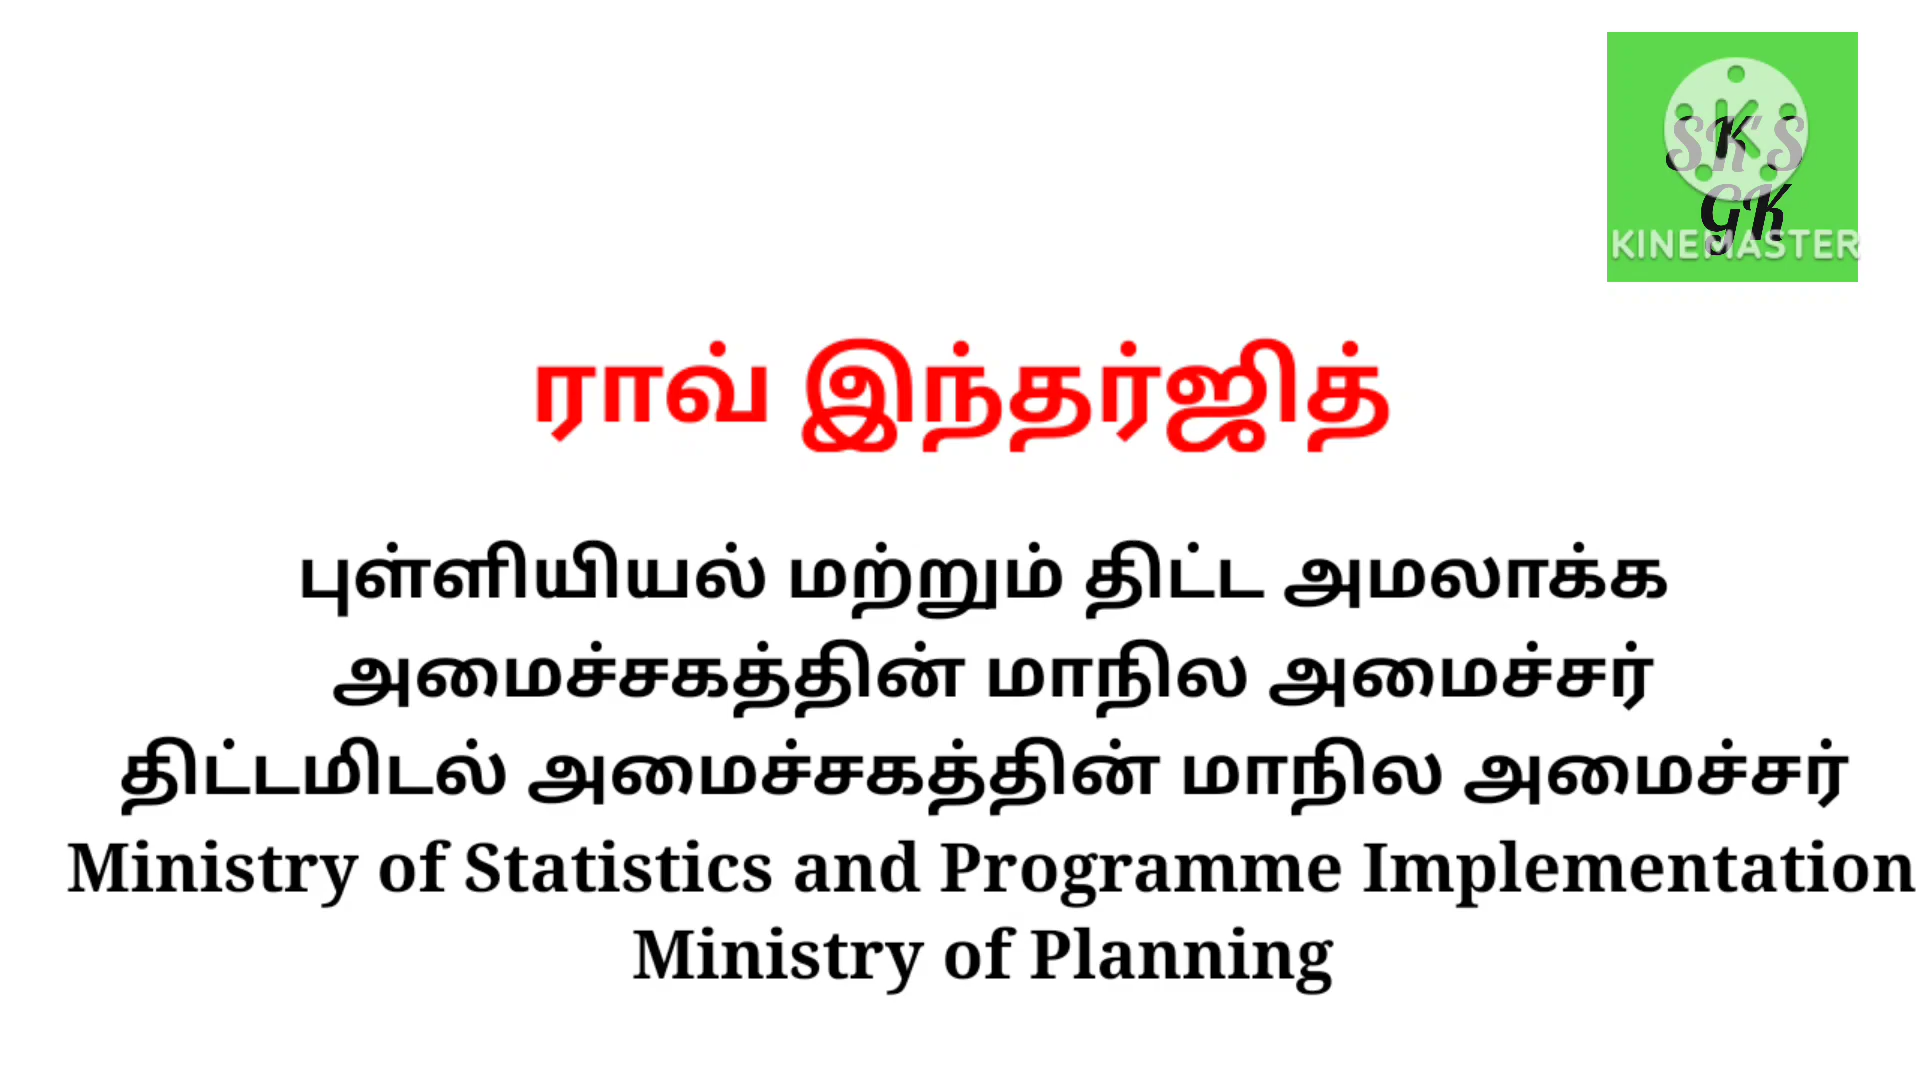 SK'S
GK
KINEMASTER
ராவ் இந்தர்ஜித்
புள்ளியியல் மற்றும் திட்ட அமலாக்க
அமைச்சகத்தின் மாநில அமைச்சர்
திட்டமிடல் அமைச்சகத்தின் மாநில அமைச்சர்
Ministry of Statistics and Programme Implementation
Ministry of Planning